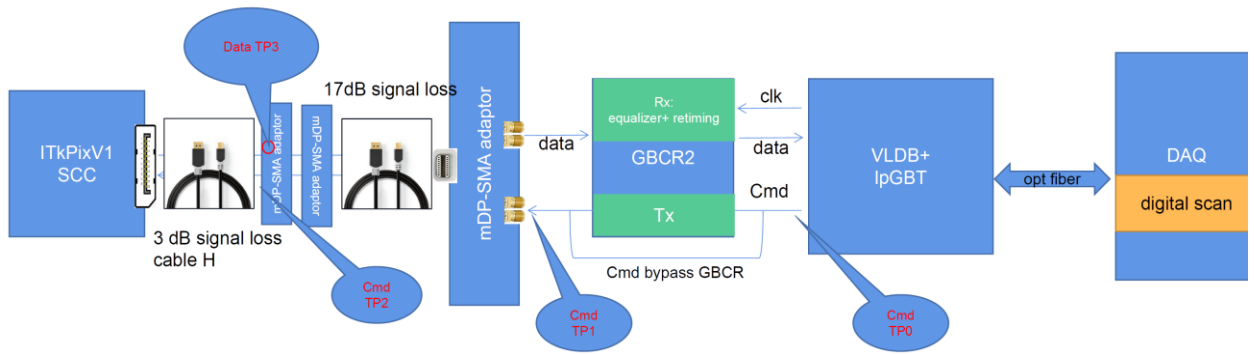 Data TP3
17dB signal loss
ITkPixV1
SCC
mDP-SMA adaptor
mDP-SMA adaptor
mDP-SMA adaptor
3 dB signal loss
cable H
Cmd
TP2
data
Rx:
equalizer+ retiming
GBCR2
Tx
clk
data
Cmd
Cmd bypass GBCR
Cmd
TP1
Cmd
TP0
VLDB+
lpGBT
opt fiber
DAQ
digital scan